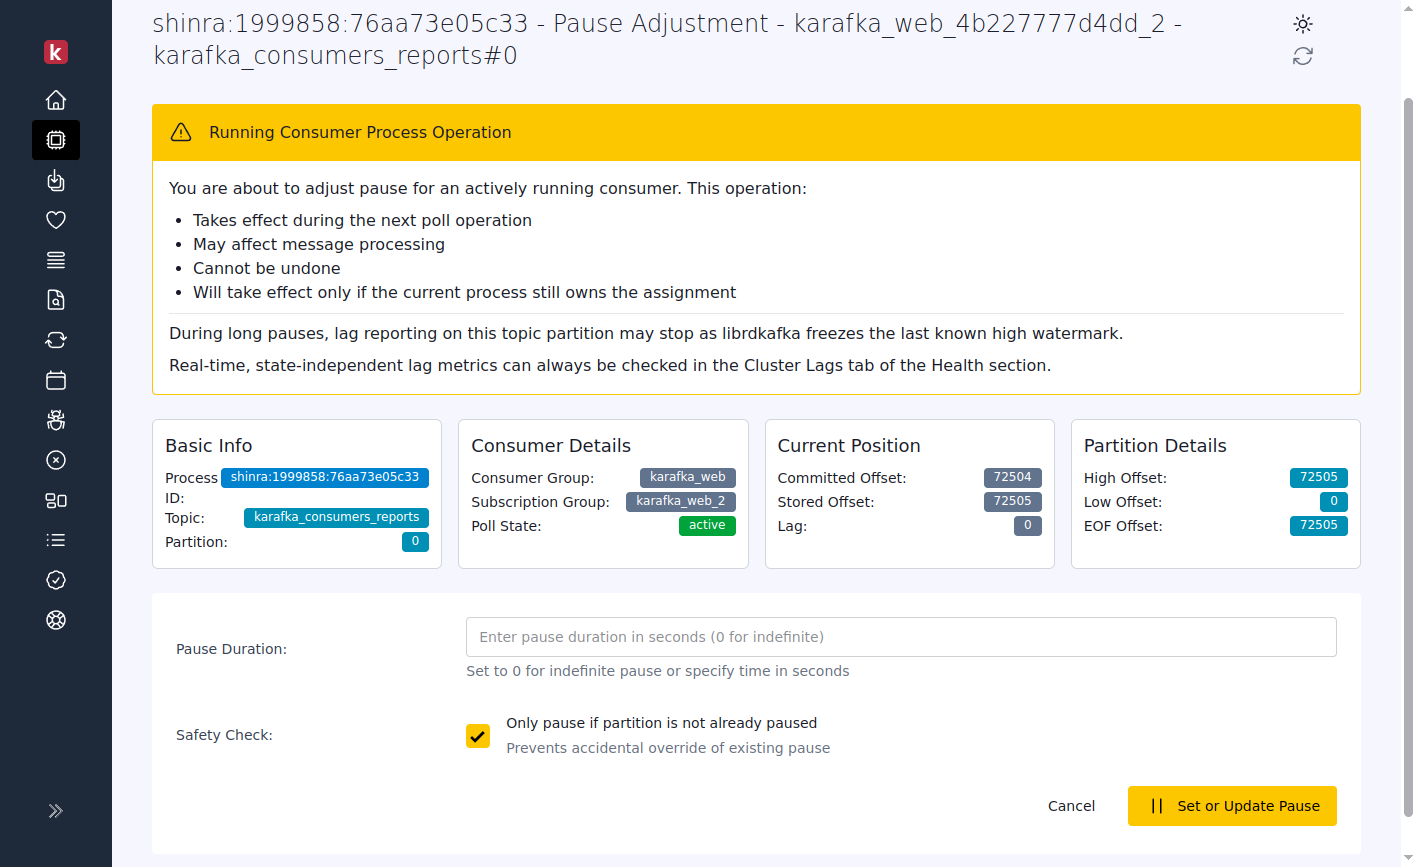 shinra:1999858:76aa73e05c33 - Pause Adjustment - karafka_web_4b227777d4dd_2 -
karafka_consumers_reports#0
k
Running Consumer Process Operation
You are about to adjust pause for an actively running consumer. This operation:
• Takes effect during the next poll operation
• May affect message processing
• Cannot be undone
• Will take effect only if the current process still owns the assignment
During long pauses, lag reporting on this topic partition may stop as librdkafka freezes the last known high watermark.
Real-time, state-independent lag metrics can always be checked in the Cluster Lags tab of the Health section.
Basic Info
Process ID: shinra:1999858:76aa73e05c33
Topic: karafka_consumers_reports
Partition: 0
Consumer Details
Consumer Group: karafka_web
Subscription Group: karafka_web_2
Poll State: active
Current Position
Committed Offset: 72504
Stored Offset: 72505
Lag: 0
Partition Details
High Offset: 72505
Low Offset: 0
EOF Offset: 72505
Pause Duration:
Enter pause duration in seconds (0 for indefinite)
Set to 0 for indefinite pause or specify time in seconds
Safety Check:
Only pause if partition is not already paused
Prevents accidental override of existing pause
Cancel
Set or Update Pause